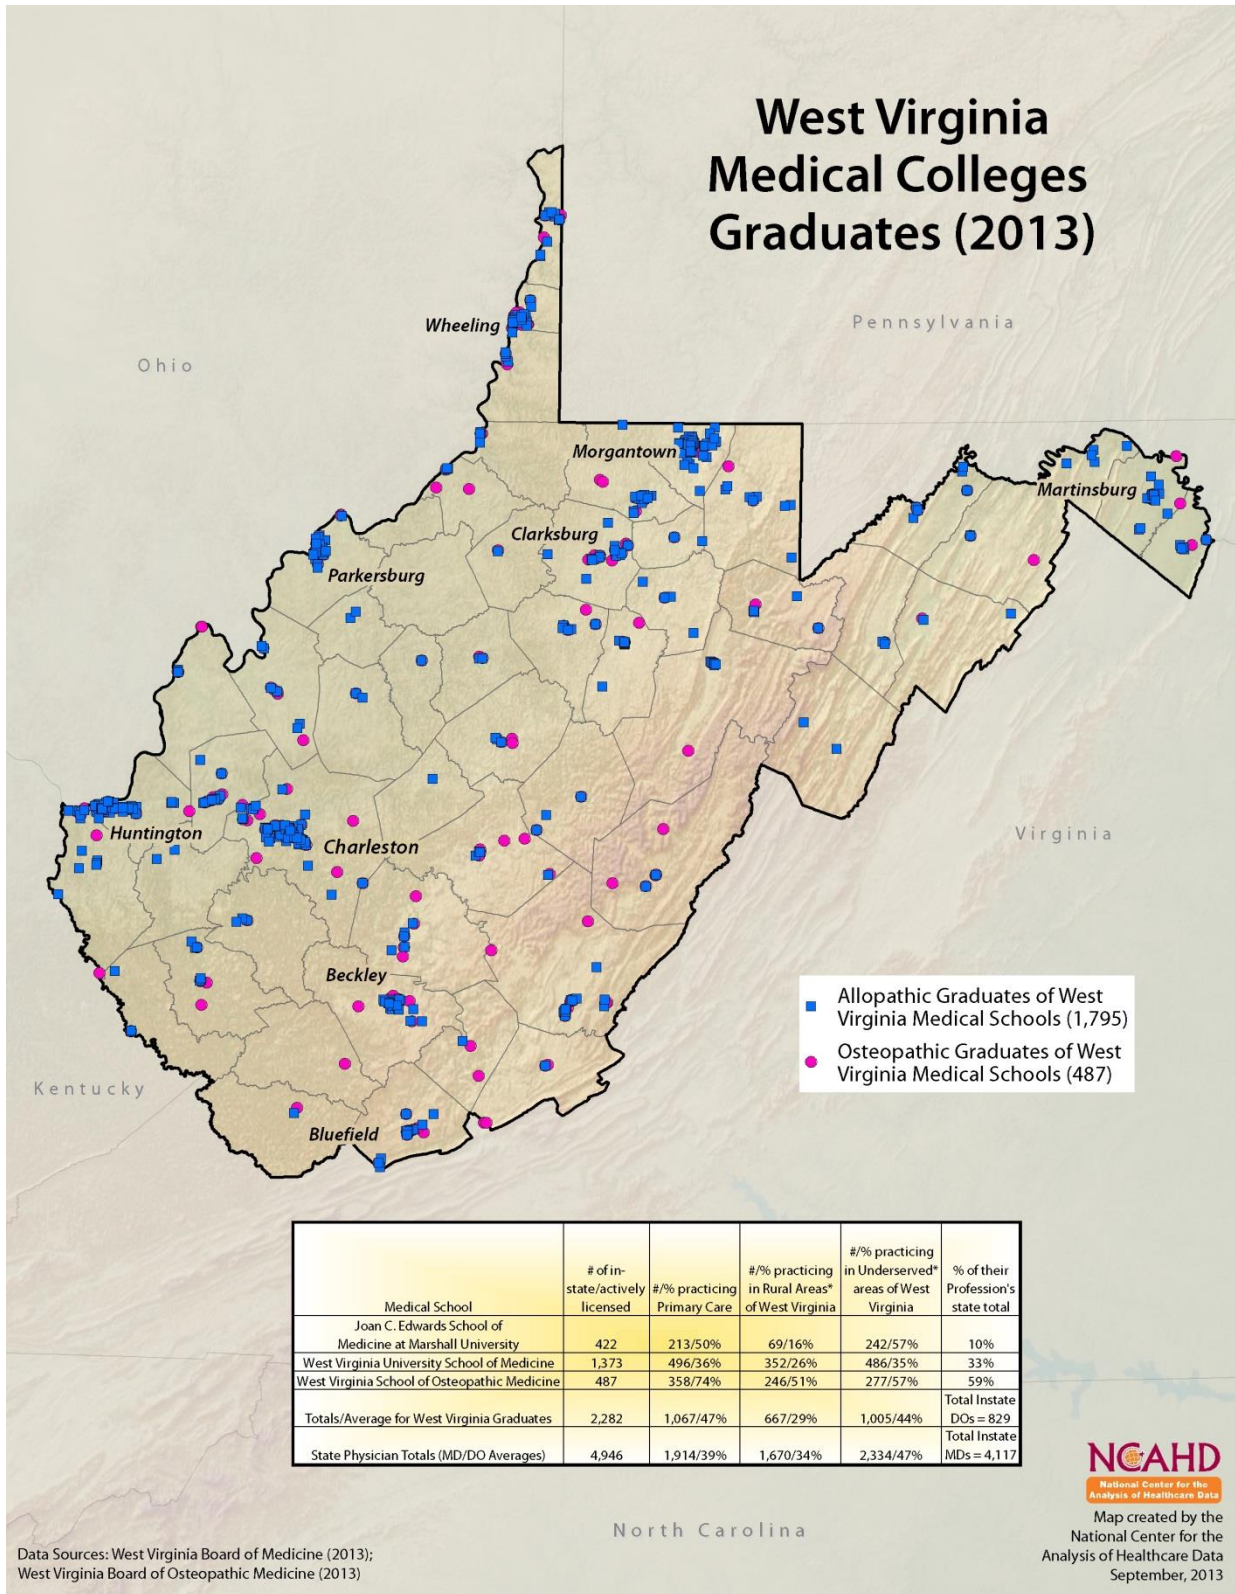 West Virginia
Medical Colleges
Graduates (2013)
Pennsylvania
Wheeling
Ohio
Morgantown
Martinsburg
Clarksburg
Parkersburg
Huntington
Charleston
Virginia
Beckley
Allopathic Graduates of West
Virginia Medical Schools (1,795)
Osteopathic Graduates of West
Virginia Medical Schools (487)
Kentucky
Bluefield
Medical School
# of in-
state/actively
licensed
#/% practicing
Primary Care
#/% practicing
in Rural Areas*
of West Virginia
#/% practicing
in Underserved*
areas of West
Virginia
% of their
Profession's
state total
Joan C. Edwards School of
Medicine at Marshall University 422 213/50% 69/16% 242/57% 10%
West Virginia University School of Medicine 1,373 496/36% 352/26% 486/35% 33%
West Virginia School of Osteopathic Medicine 487 358/74% 246/51% 277/57% 59%
Totals/Average for West Virginia Graduates 2,282 1,067/47% 667/29% 1,005/44% Total Instate
DOs = 829
State Physician Totals (MD/DO Averages) 4,946 1,914/39% 1,670/34% 2,334/47% Total Instate
MDs = 4,117
NCAHD
National Center for the
Analysis of Healthcare Data
North Carolina
Map created by the
National Center for the
Analysis of Healthcare Data
September, 2013
Data Sources: West Virginia Board of Medicine (2013);
West Virginia Board of Osteopathic Medicine (2013)